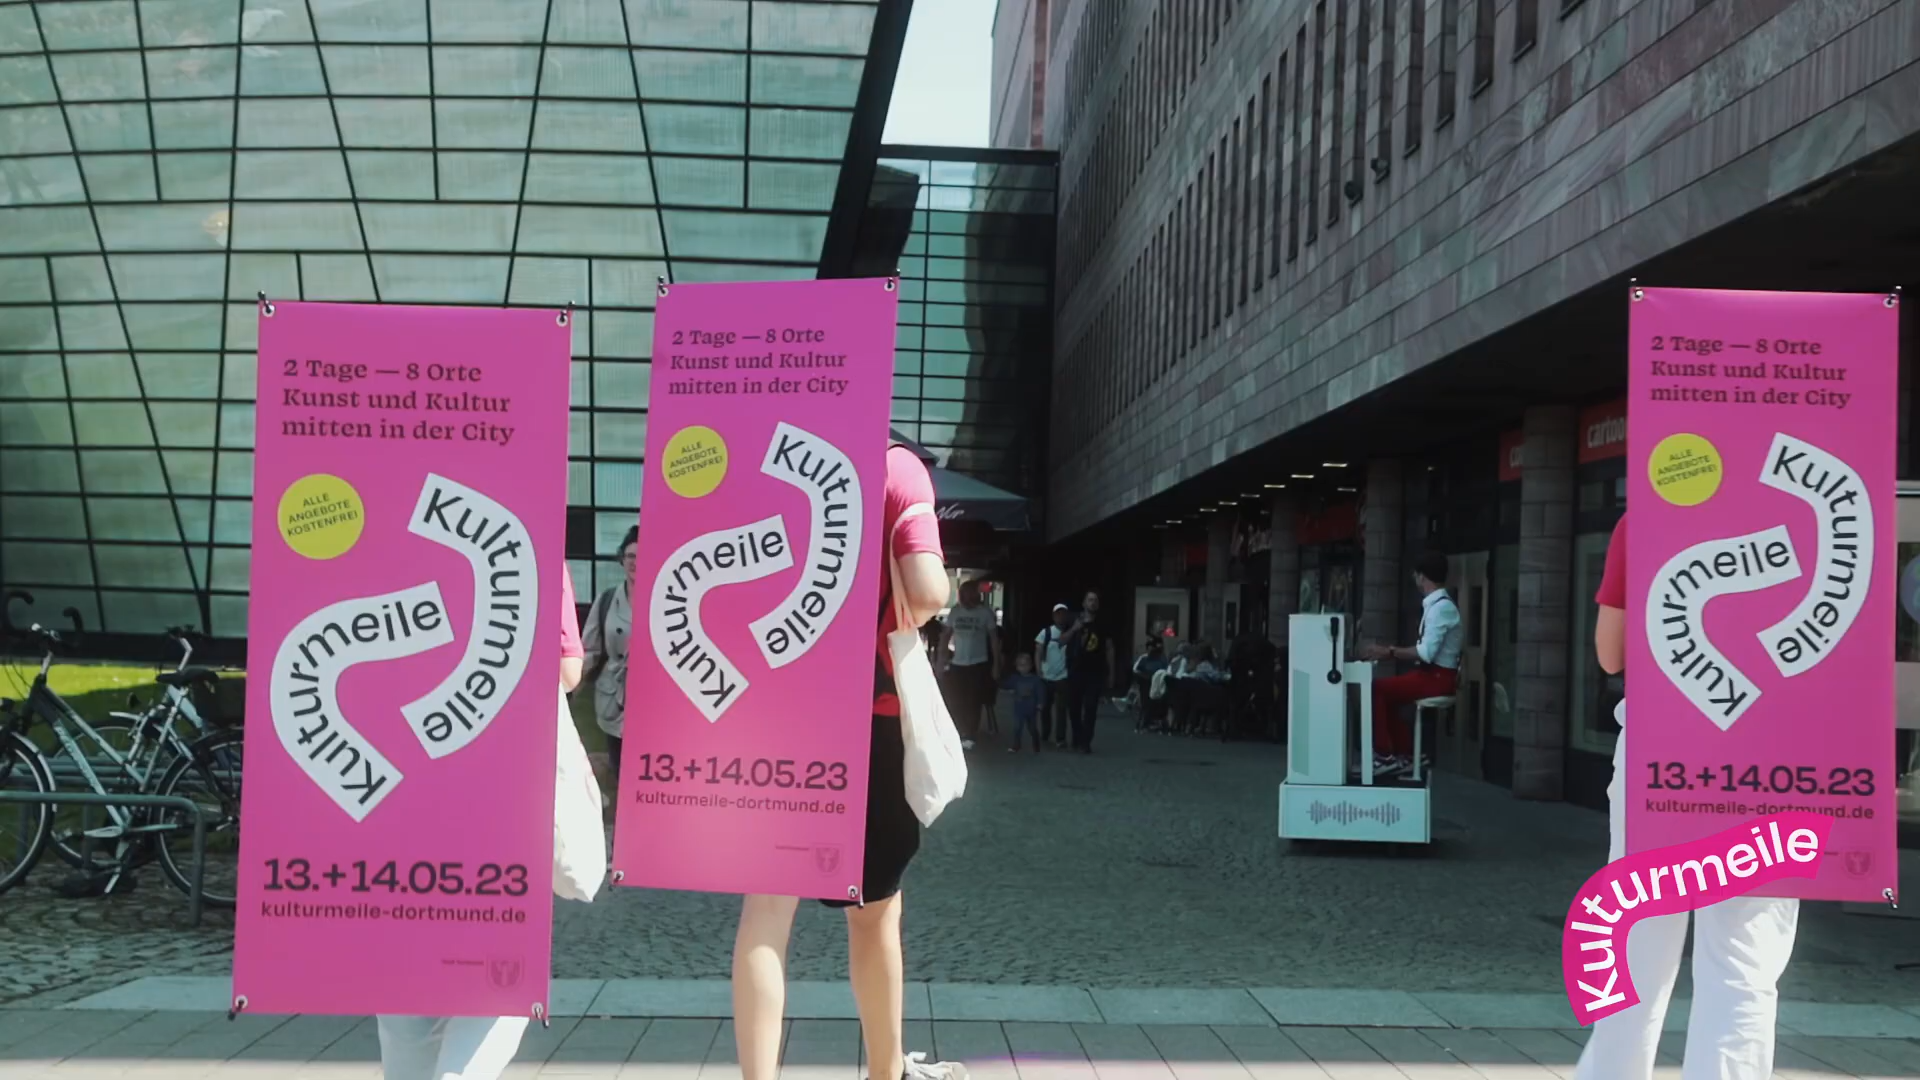 2 Tage — 8 Orte
Kunst und Kultur
mitten in der City
ALLE
ANGEBOTE
KOSTENFREI
Kulturmeile
Kulturmeile
13.+14.05.23
kulturmeile-dortmund.de
2 Tage — 8 Orte
Kunst und Kultur
mitten in der City
ALLE
ANGEBOTE
KOSTENFREI
Kulturmeile
Kulturmeile
13.+14.05.23
kulturmeile-dortmund.de
cartoo
2 Tage — 8 Orte
Kunst und Kultur
mitten in der City
ALLE
ANGEBOTE
KOSTENFREI
Kulturmeile
Kulturmeile
13.+14.05.23
kulturmeile-dortmund.de
Kulturmeile